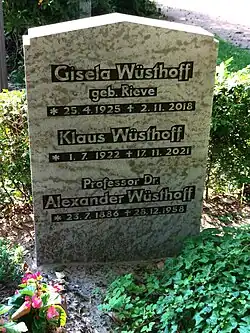 Gisela Wüsthoff
geb. Rieve
* 25.4.1925 ✝ 2.11.2018
Klaus Wüsthoff
* 1.7.1922 ✝ 17.11.2021
Professor Dr.
Alexander Wüsthoff
* 23.7.1886 ✝ 28.12.1958